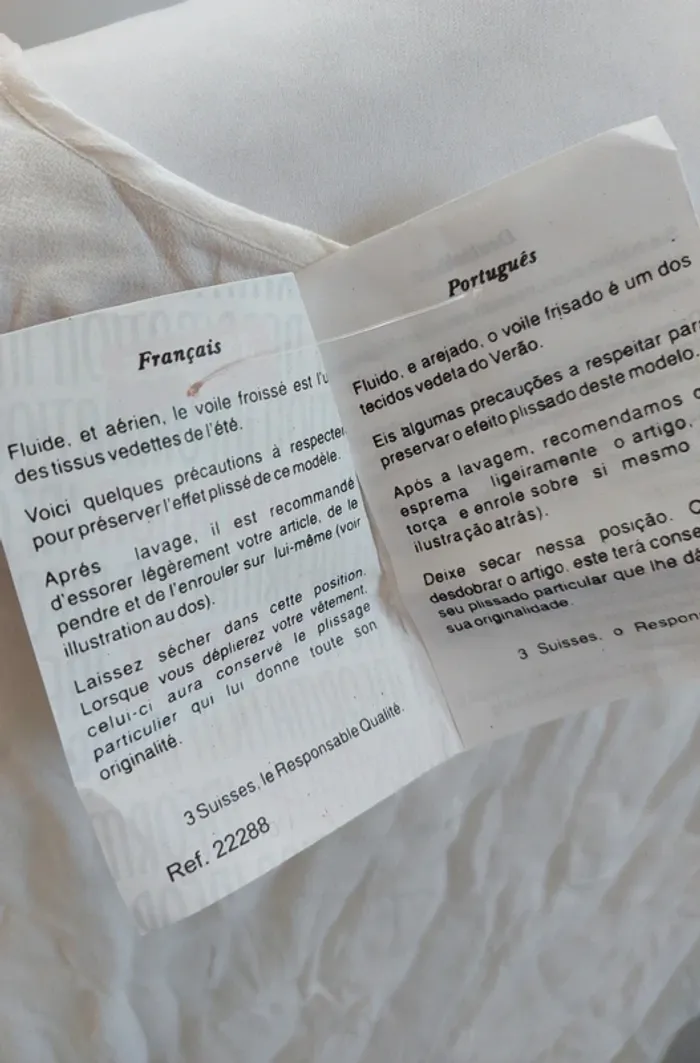 Français
Fluide, et aérien, le voile froissé est l'u
des tissus vedettes de l'été.
Voici quelques précautions à respecter
pour préserver l'effet plissé de ce modèle.
Aprés lavage, il est recommandé
d'essorer légèrement votre article, de le
pendre et de l'enrouler sur lui-même (voir
illustration au dos).
Laissez sécher dans cette position.
Lorsque vous déplierez votre vêtement,
celui-ci aura conservé le plissage
particulier qui lui donne toute son
originalité.
3 Suisses, le Responsable Qualité.
Ref. 22288
Português
Fluido, e arejado, o voile frisado é um dos
tecidos vedeta do Verão.
Eis algumas precauções a respeitar par
preservar o efeito plissado deste modelo.
Após a lavagem, recomendamos
esprema ligeiramente o artigo,
torça e enrole sobre si mesmo
ilustração atrás).
Deixe secar nessa posição.
desdobrar o artigo, este terá conse
seu plissado particular que lhe dá
sua originalidade.
3 Suisses, o Respon